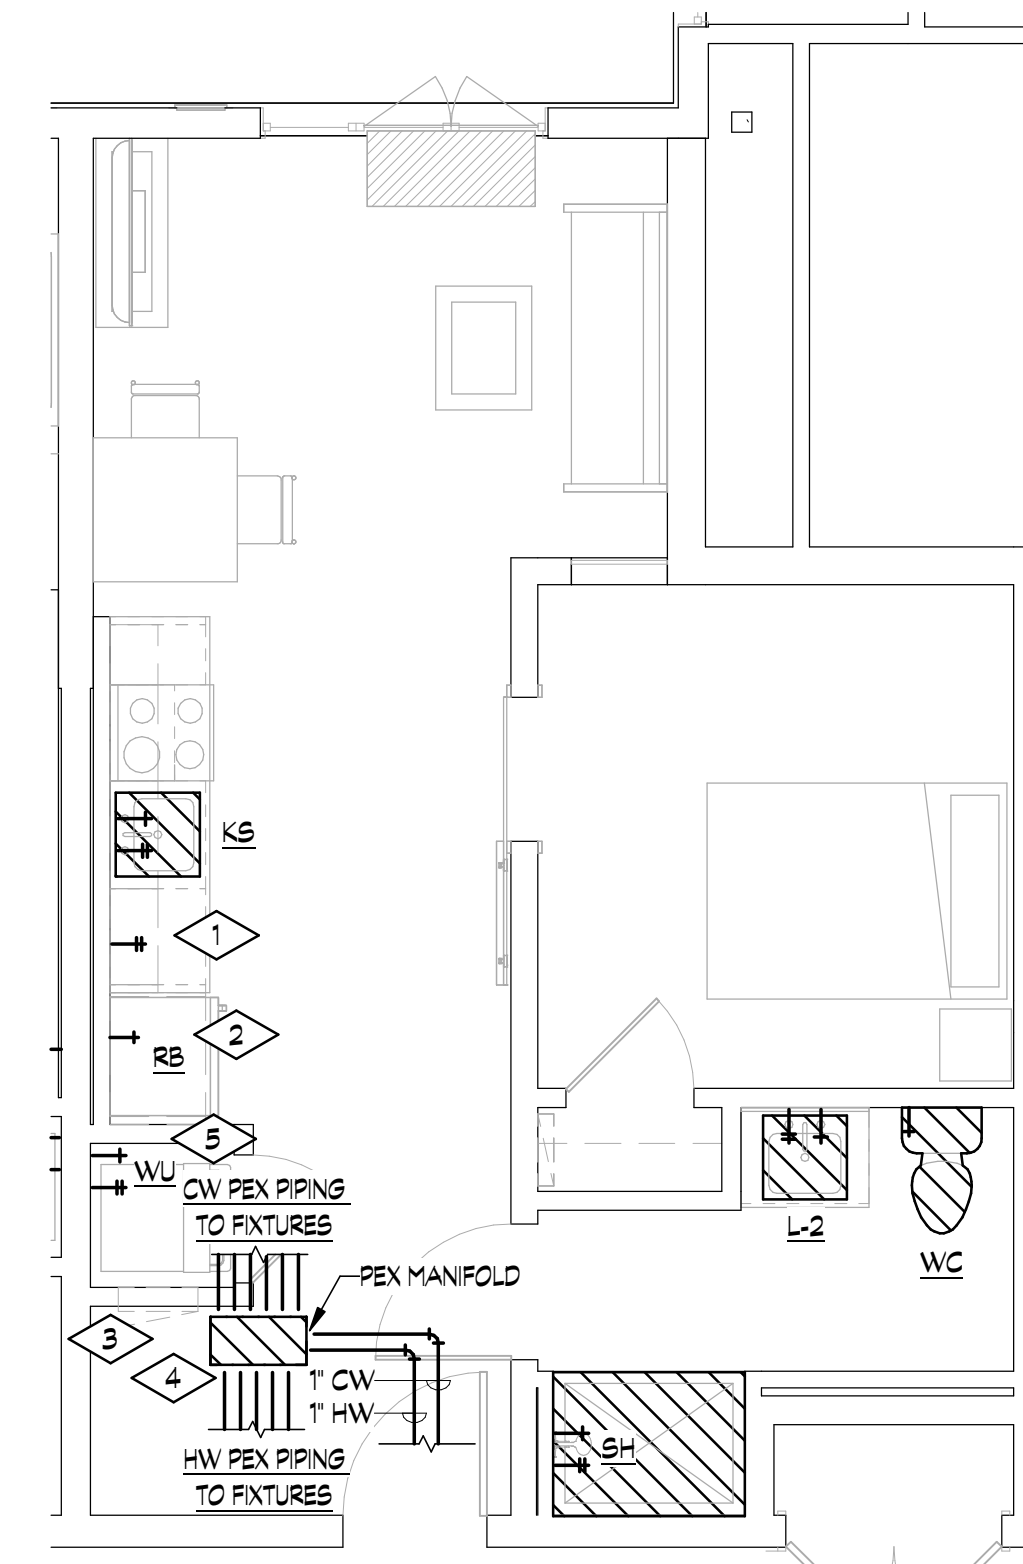 KS
1
2
RB
5
WU
CW PEX PIPING
TO FIXTURES
L-2
WC
PEX MANIFOLD
3
4
1" CW
1" HW
SH
HW PEX PIPING
TO FIXTURES